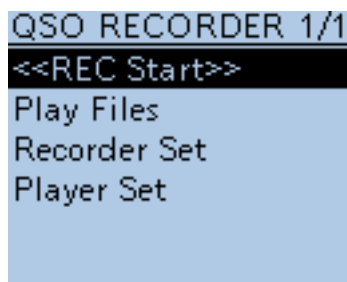 QSO RECORDER 1/1
<<REC Start>>
Play Files
Recorder Set
Player Set